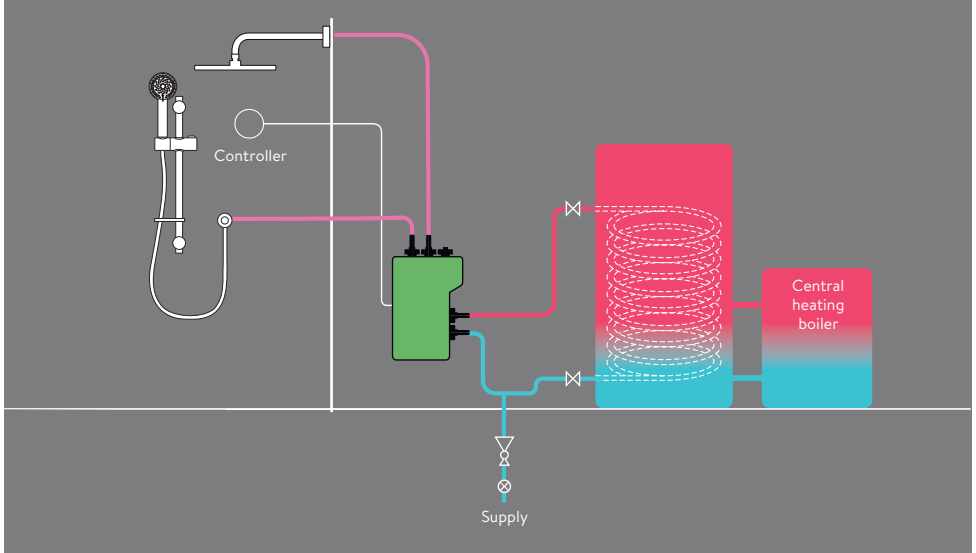 Controller
Central
heating
boiler
Supply